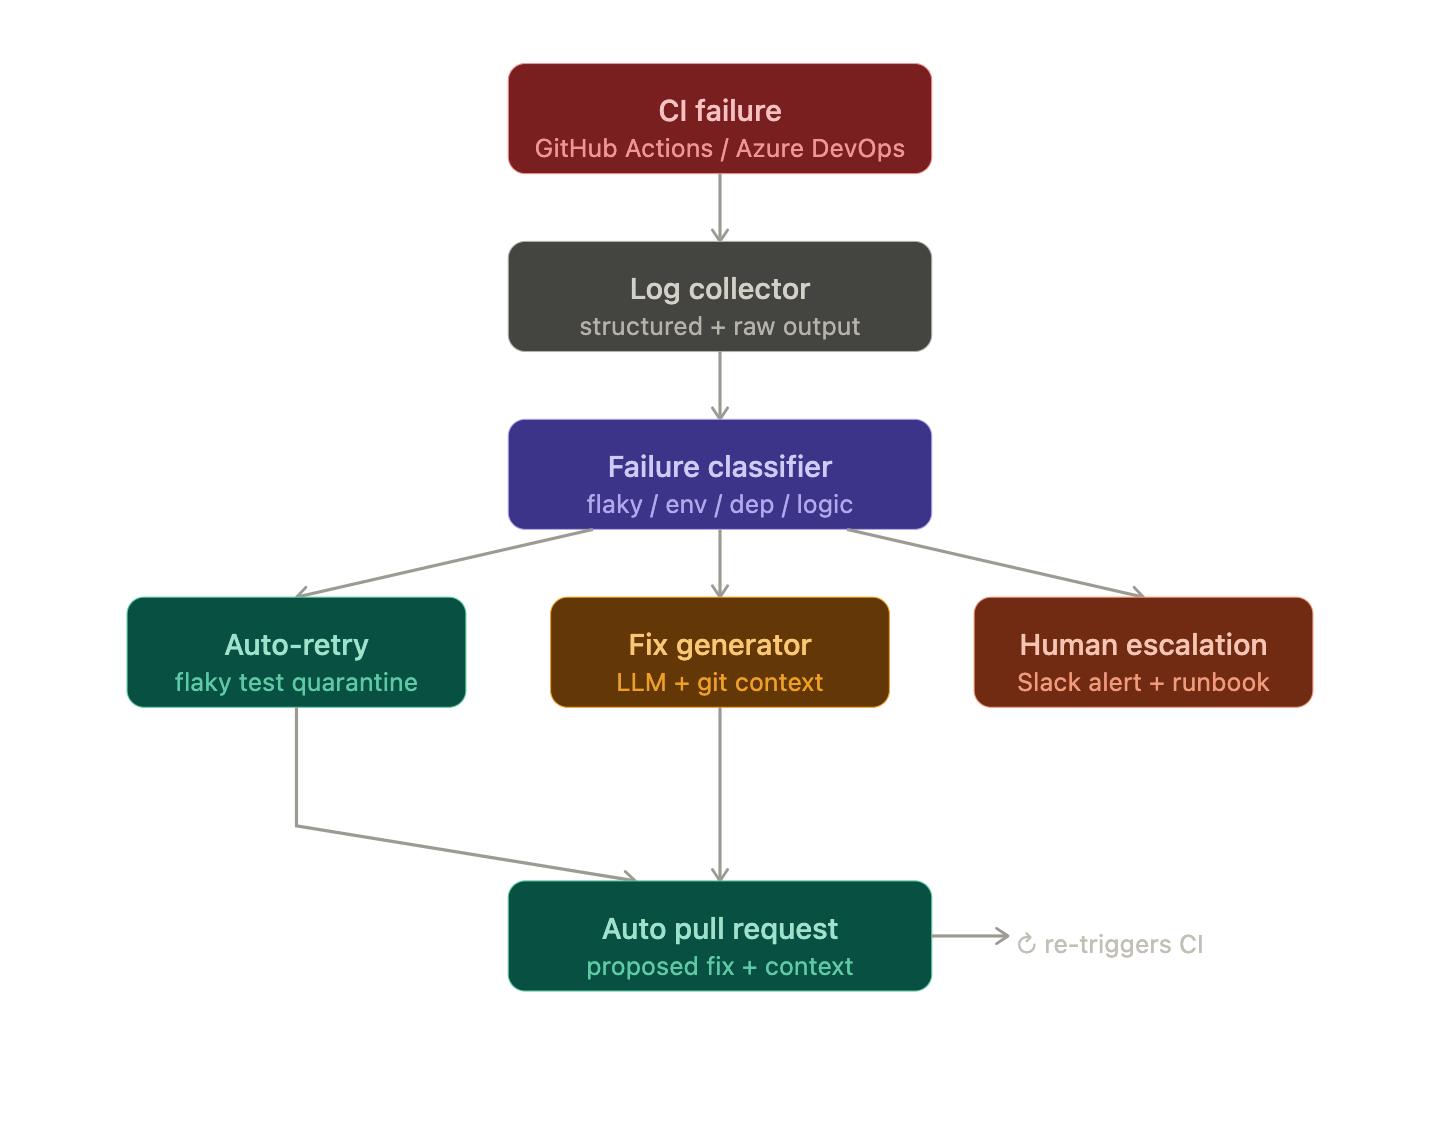 CI failure
GitHub Actions / Azure DevOps
Log collector
structured + raw output
Failure classifier
flaky / env / dep / logic
Auto-retry
flaky test quarantine
Fix generator
LLM + git context
Human escalation
Slack alert + runbook
Auto pull request
proposed fix + context
↻ re-triggers CI